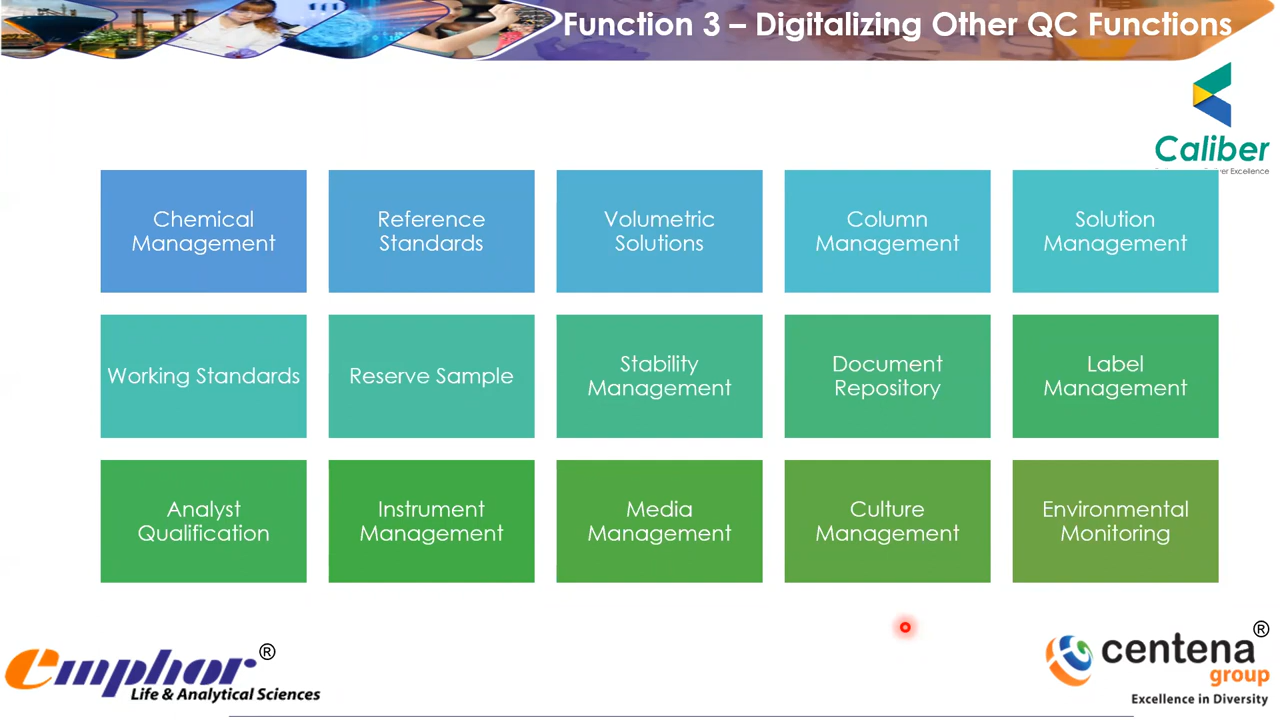 Function 3 – Digitalizing Other QC Functions
Caliber
Excellence
Chemical
Management
Reference
Standards
Volumetric
Solutions
Column
Management
Solution
Management
Working Standards
Reserve Sample
Stability
Management
Document
Repository
Label
Management
Analyst
Qualification
Instrument
Management
Media
Management
Culture
Management
Environmental
Monitoring
Emphor®
Life & Analytical Sciences
centena®
group
Excellence in Diversity